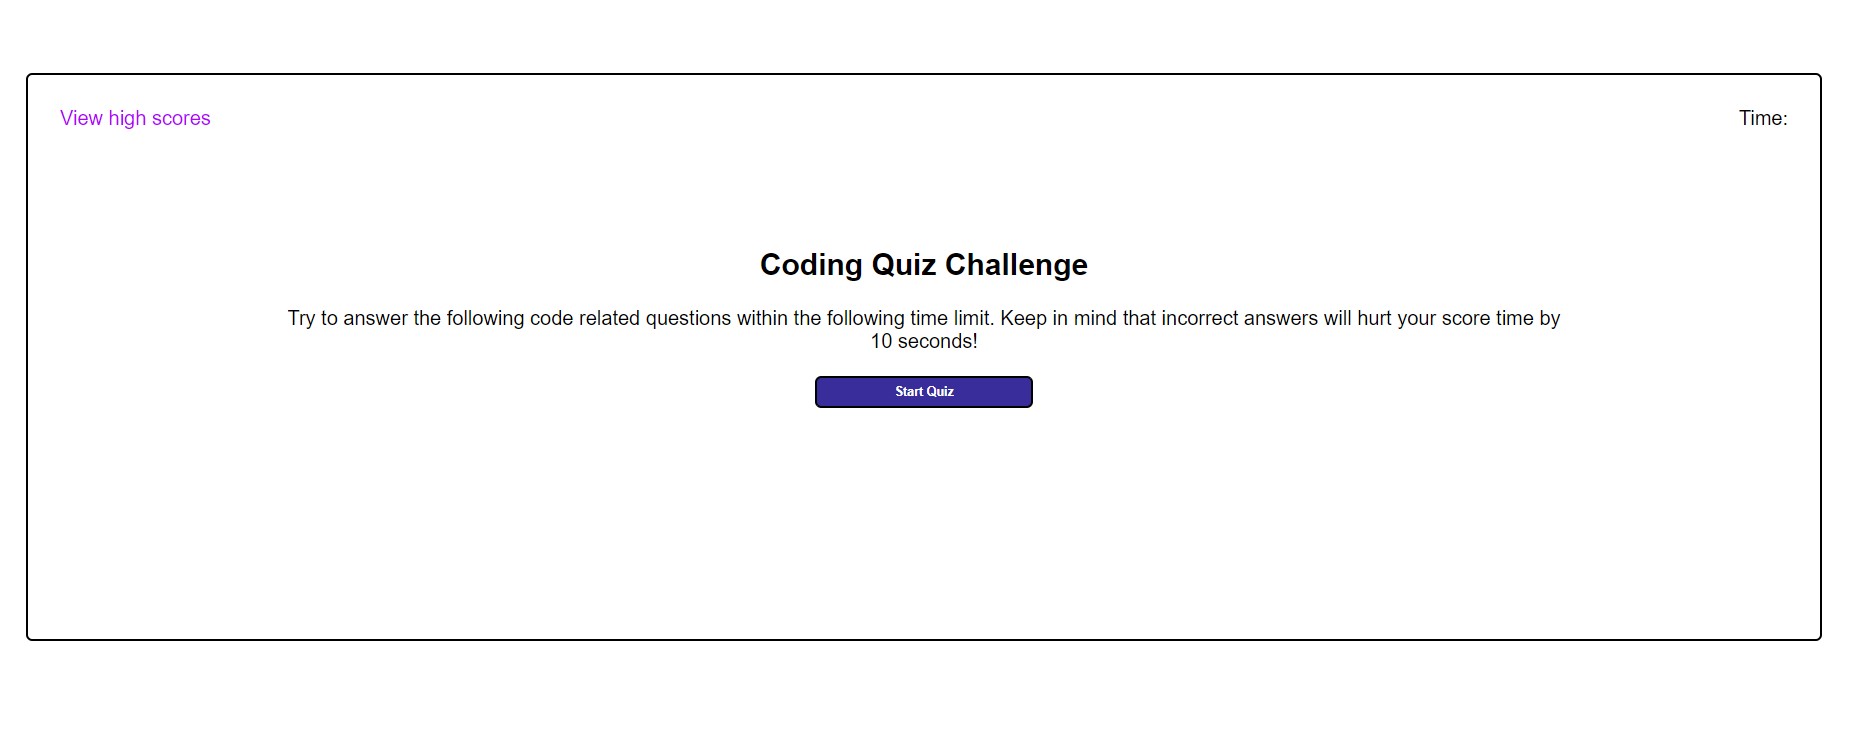 View high scores
Time:
Coding Quiz Challenge
Try to answer the following code related questions within the following time limit. Keep in mind that incorrect answers will hurt your score time by
10 seconds!
Start Quiz